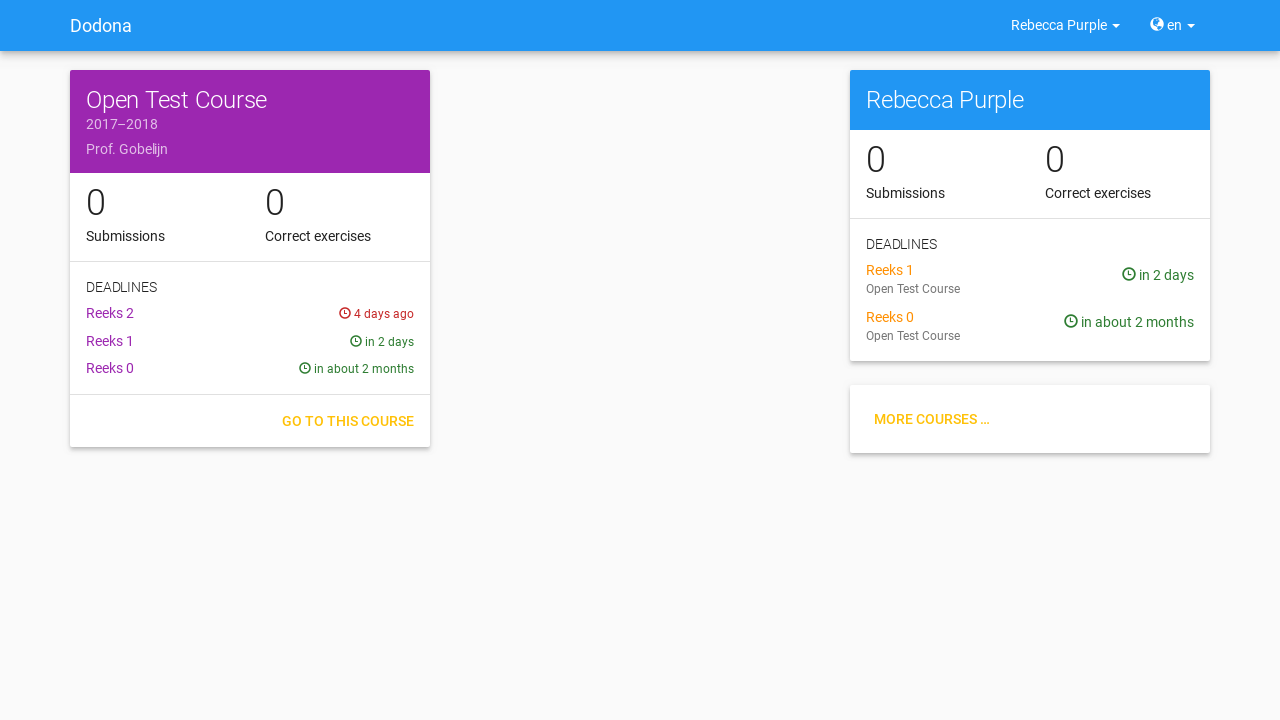 Dodona
Rebecca Purple
en
Open Test Course
2017–2018
Prof. Gobelijn
0
0
Submissions
Correct exercises
DEADLINES
Reeks 2
4 days ago
Reeks 1
in 2 days
Reeks 0
in about 2 months
GO TO THIS COURSE
Rebecca Purple
0
0
Submissions
Correct exercises
DEADLINES
Reeks 1
Open Test Course
in 2 days
Reeks 0
Open Test Course
in about 2 months
MORE COURSES ...